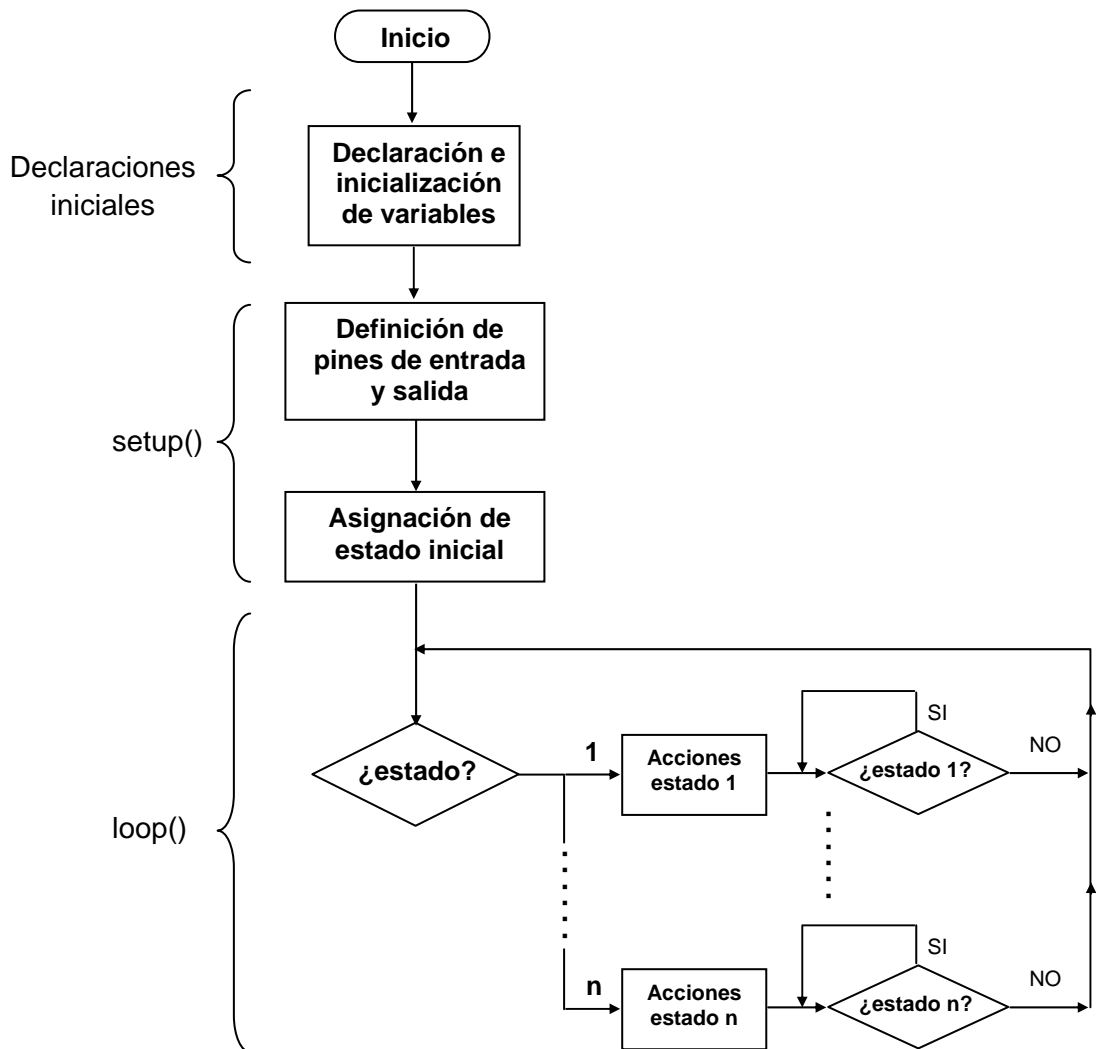 Inicio
Declaraciones
iniciales
Declaración e
inicialización
de variables
setup()
Definición de
pines de entrada
y salida
Asignación de
estado inicial
loop()
¿estado?
1
Acciones
estado 1
¿estado 1?
SI
NO
n
Acciones
estado n
¿estado n?
SI
NO